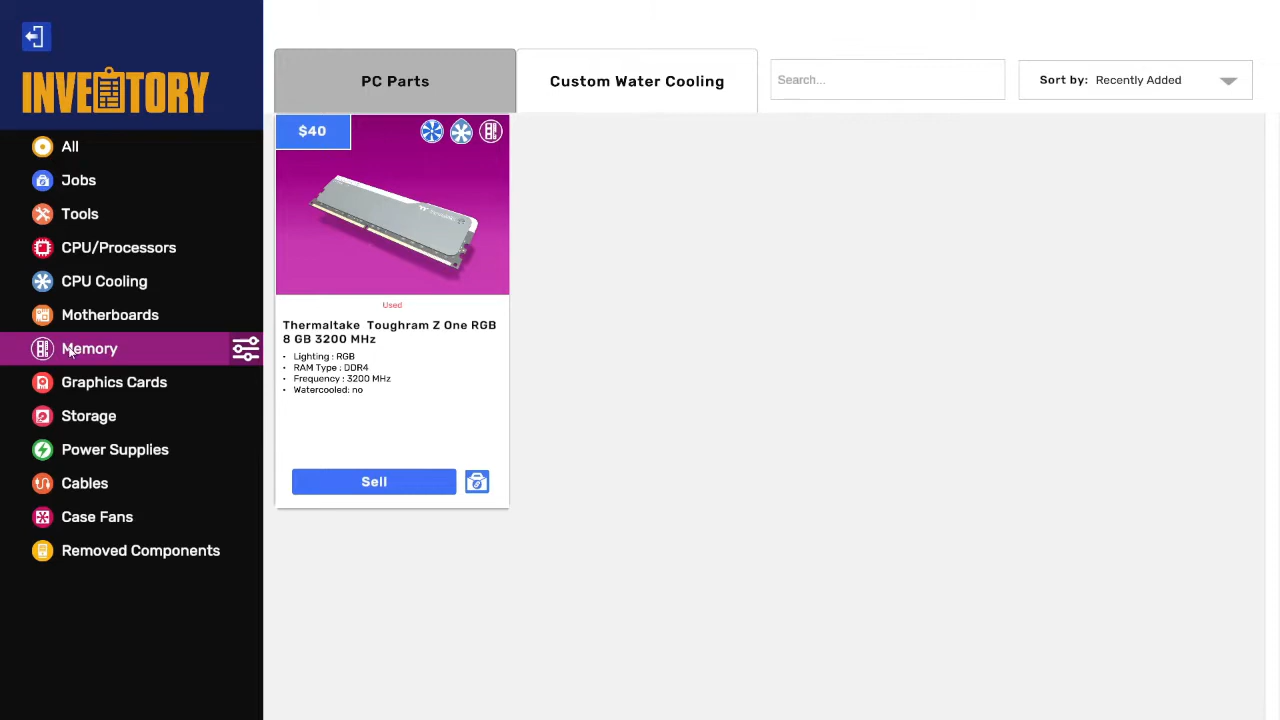 INVENTORY
All
Jobs
Tools
CPU/Processors
CPU Cooling
Motherboards
Memory
Graphics Cards
Storage
Power Supplies
Cables
Case Fans
Removed Components
PC Parts
Custom Water Cooling
Search...
Sort by: Recently Added
$40
Used
Thermaltake Toughram Z One RGB
8 GB 3200 MHz
• Lighting : RGB
• RAM Type : DDR4
• Frequency : 3200 MHz
• Watercooled: no
Sell